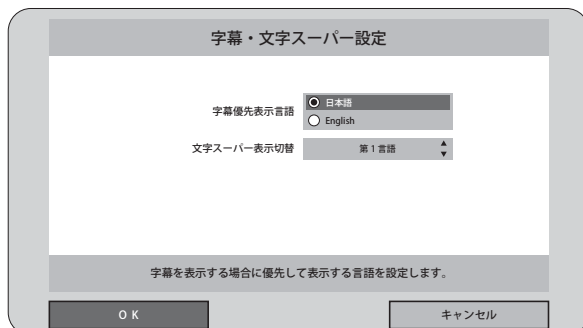 字幕・文字スーパー設定
字幕優先表示言語
日本語
English
文字スーパー表示切替
第1言語
字幕を表示する場合に優先して表示する言語を設定します。
OK
キャンセル